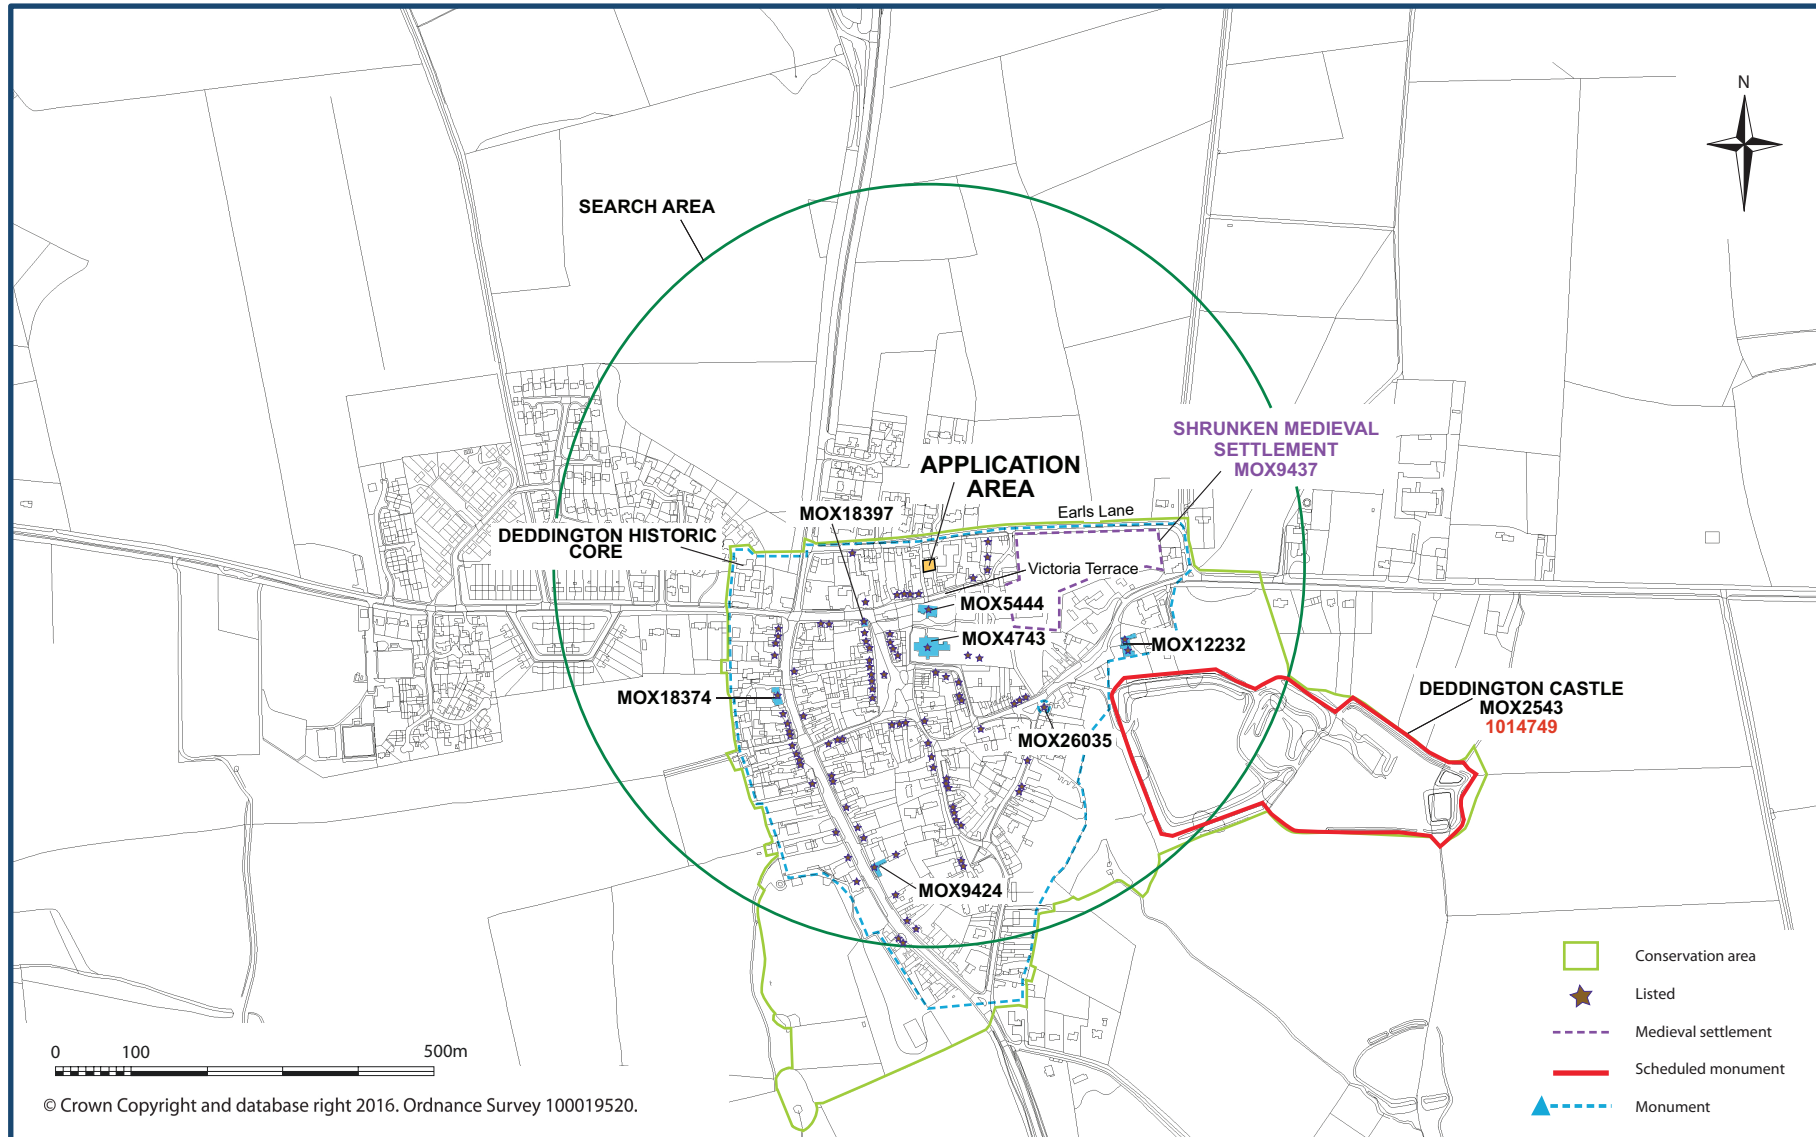 N
SEARCH AREA
SHRUNKEN MEDIEVAL
SETTLEMENT
MOX9437
APPLICATION
AREA
MOX18397
Earls Lane
DEDDINGTON HISTORIC
CORE
Victoria Terrace
MOX5444
MOX4743
MOX12232
MOX18374
DEDDINGTON CASTLE
MOX2543
1014749
MOX26035
MOX9424
Conservation area
Listed
Medieval settlement
Scheduled monument
Monument
0 100 500m
© Crown Copyright and database right 2016. Ordnance Survey 100019520.